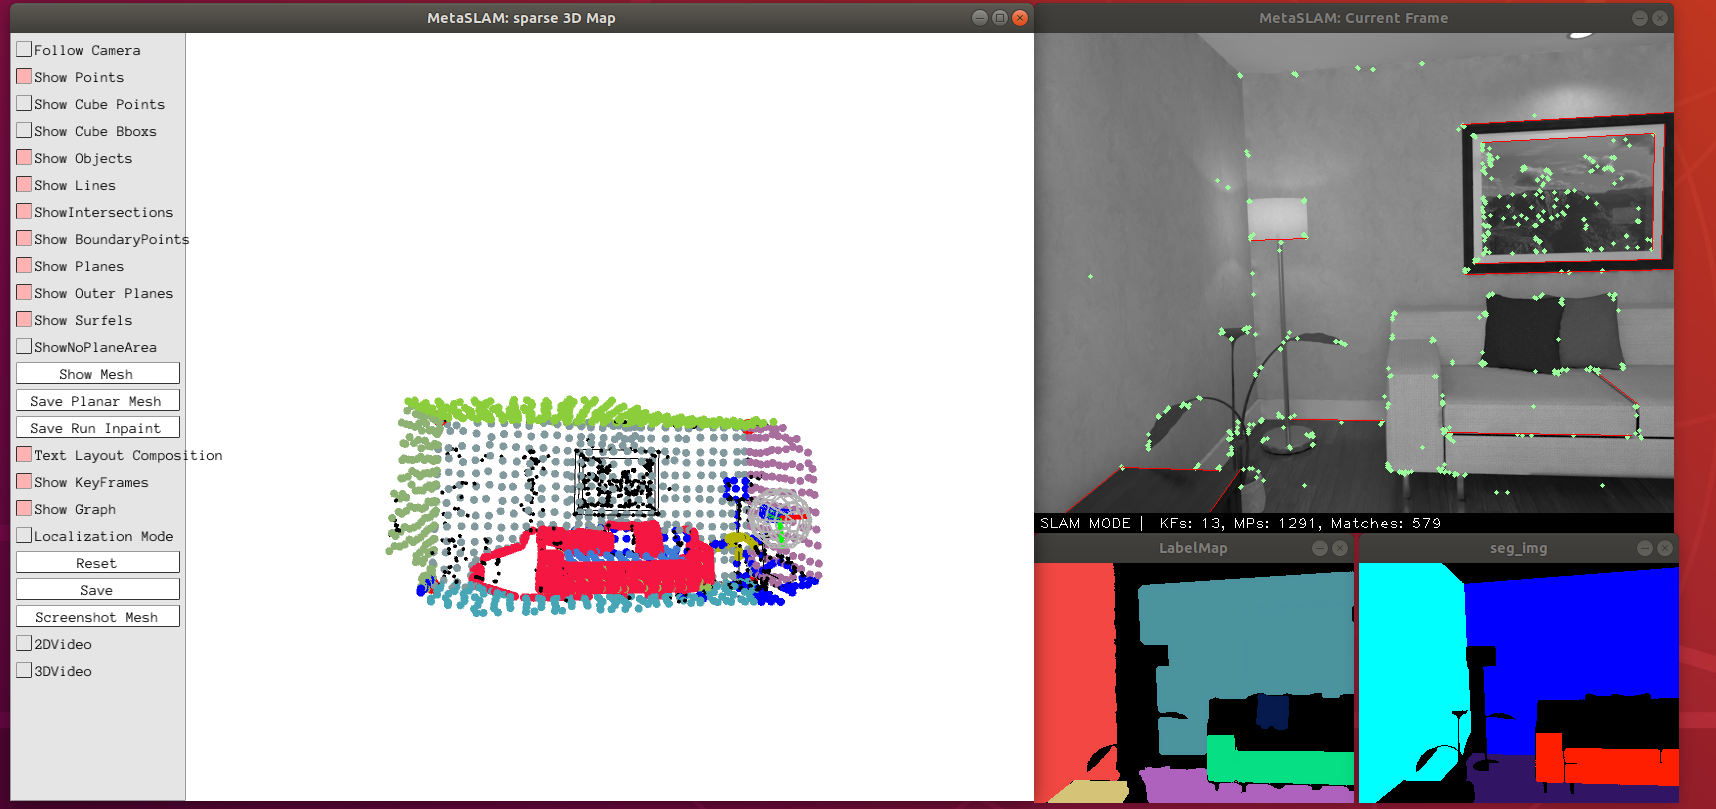 MetaSLAM: sparse 3D Map
Follow Camera
Show Points
Show Cube Points
Show Cube Bboxs
Show Objects
Show Lines
ShowIntersections
Show BoundaryPoints
Show Planes
Show Outer Planes
Show Surfels
ShowNoPlaneArea
Show Mesh
Save Planar Mesh
Save Run Inpaint
Text Layout Composition
Show KeyFrames
Show Graph
Localization Mode
Reset
Save
Screenshot Mesh
2DVideo
3DVideo
MetaSLAM: Current Frame
SLAM MODE | KFs: 13, MPs: 1291, Matches: 579
LabelMap
seg_img